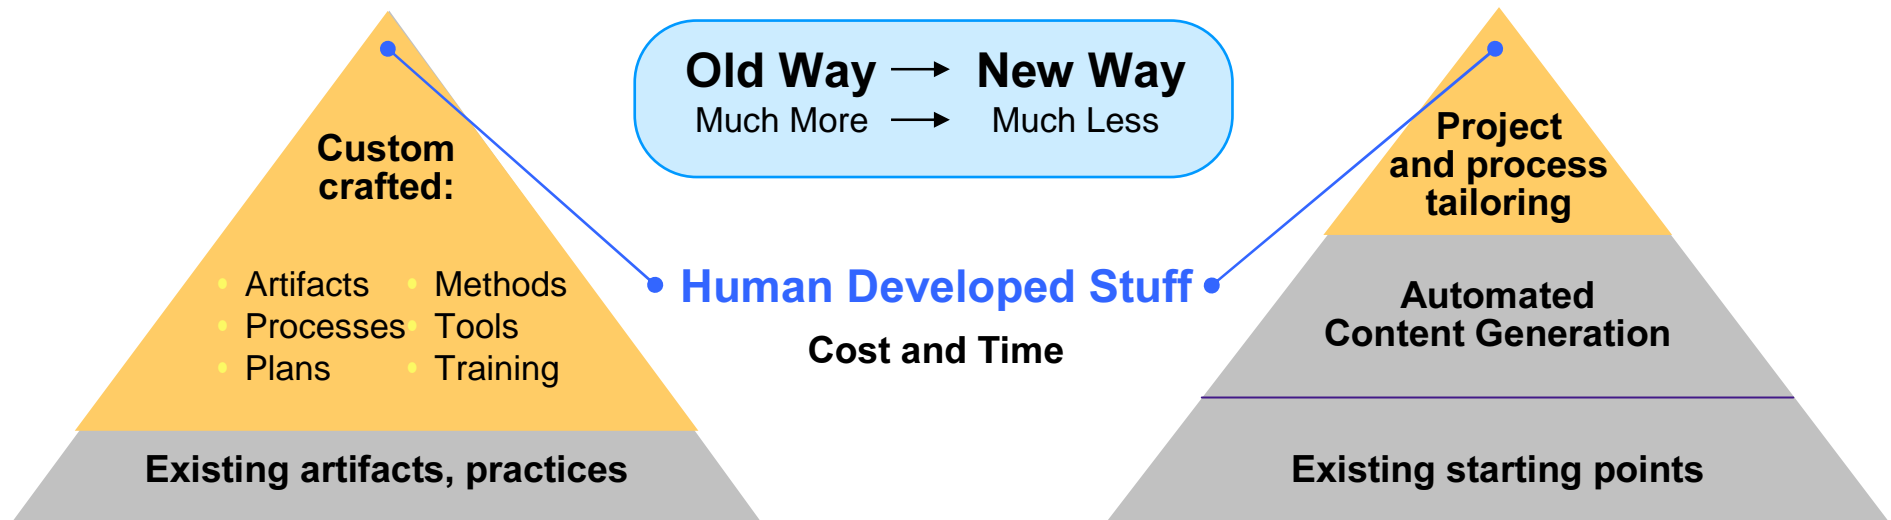 Old Way → New Way
Much More → Much Less
Custom
crafted:
• Artifacts
• Processes
• Plans
• Methods
• Tools
• Training
Existing artifacts, practices
Human Developed Stuff
Cost and Time
Project
and process
tailoring
Automated
Content Generation
Existing starting points